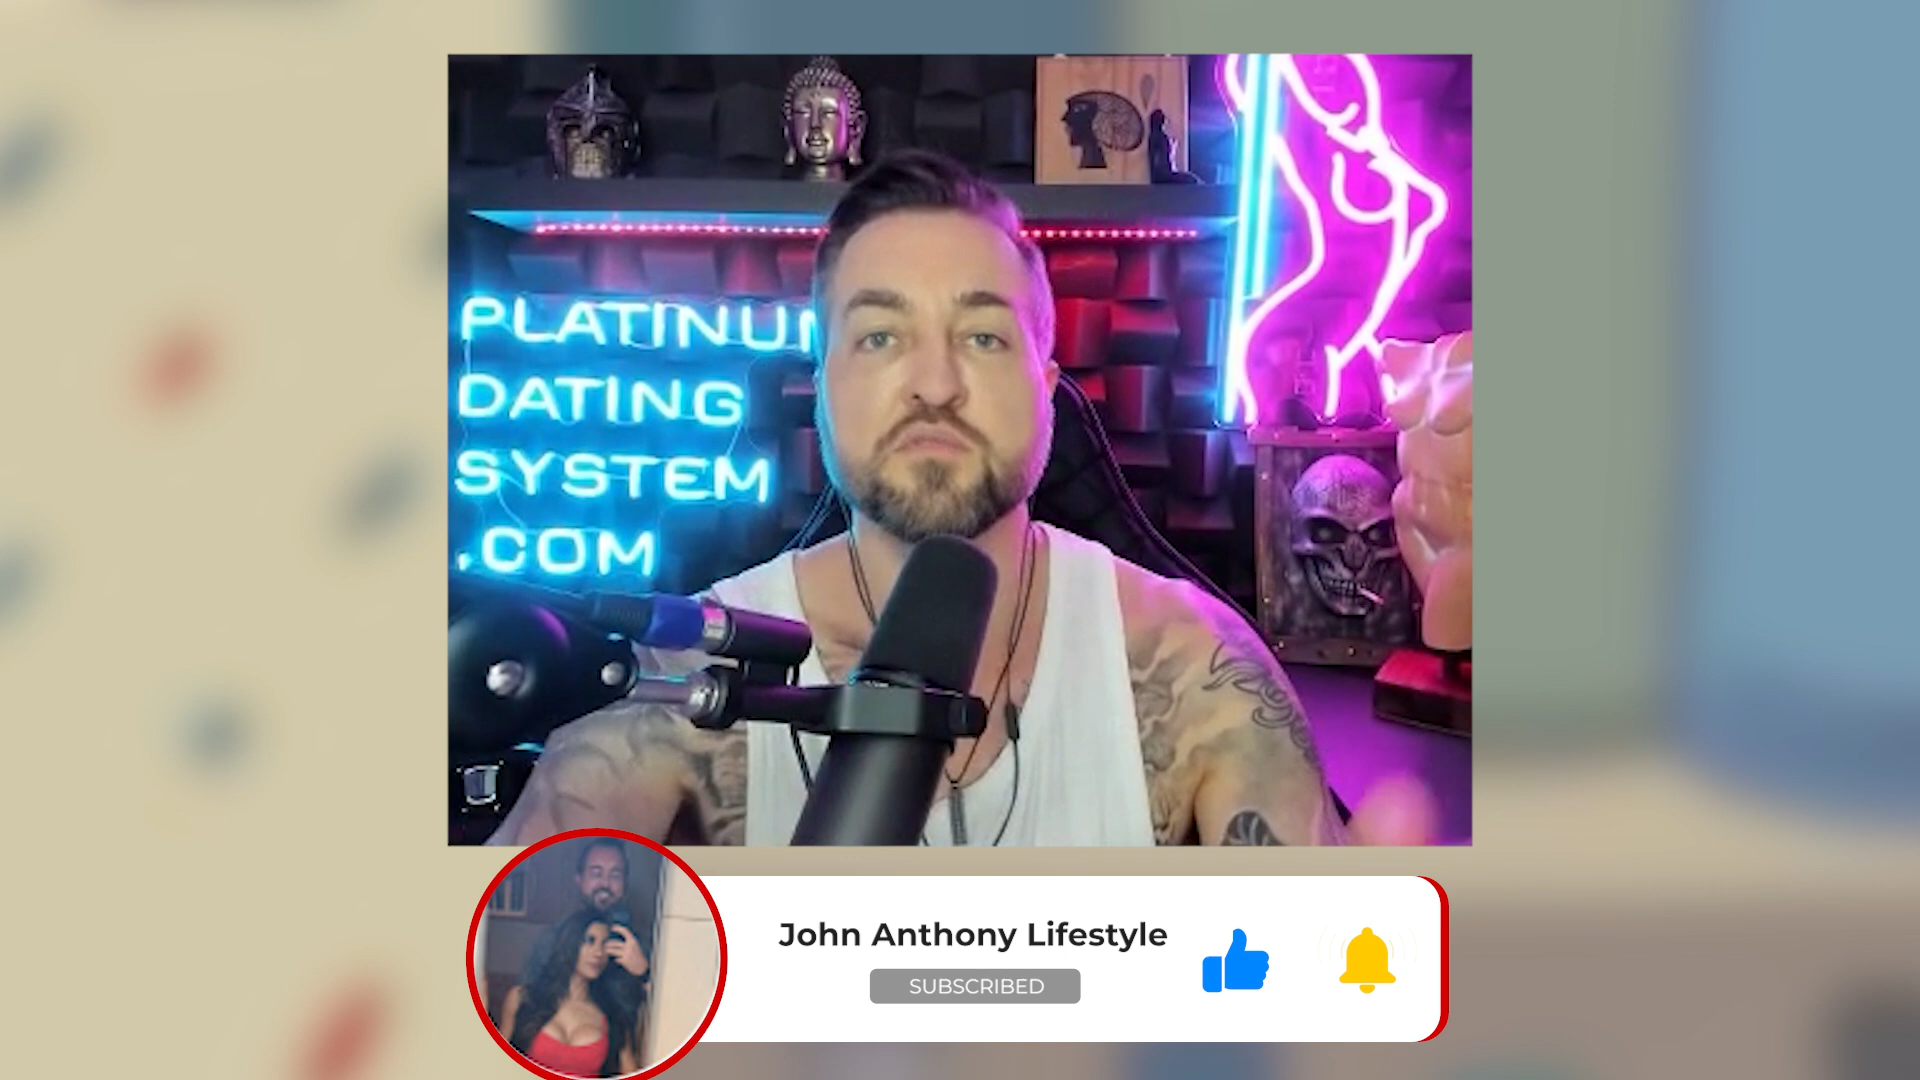 PLATINUM
DATING
SYSTEM
.COM
John Anthony Lifestyle
SUBSCRIBED